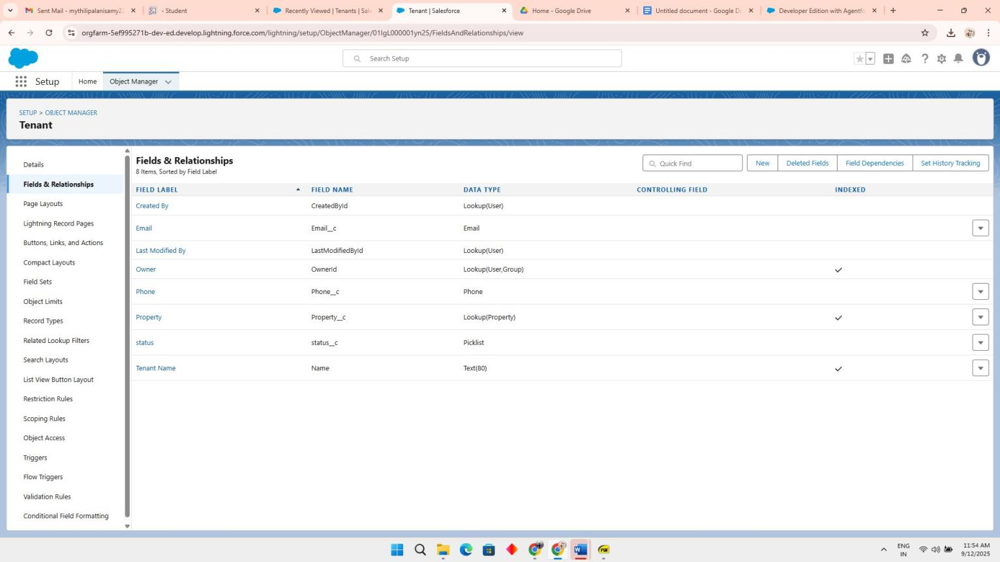 Sent Mail - mythilipalanisamy2
- Student
Recently Viewed | Tenants | Sale
Tenant | Salesforce
Home - Google Drive
Untitled document - Google Do
Developer Edition with Agentfo
orgfarm-5ef995271b-dev-ed.develop.lightning.force.com/lightning/setup/ObjectManager/01IgL000001yn25/FieldsAndRelationships/view
Search Setup
Setup Home Object Manager
SETUP > OBJECT MANAGER
Tenant
Details
Fields & Relationships
Page Layouts
Lightning Record Pages
Buttons, Links, and Actions
Compact Layouts
Field Sets
Object Limits
Record Types
Related Lookup Filters
Search Layouts
List View Button Layout
Restriction Rules
Scoping Rules
Object Access
Triggers
Flow Triggers
Validation Rules
Conditional Field Formatting
Fields & Relationships
8 Items, Sorted by Field Label
Quick Find New Deleted Fields Field Dependencies Set History Tracking
FIELD LABEL FIELD NAME DATA TYPE CONTROLLING FIELD INDEXED
Created By CreatedById Lookup(User)
Email Email__c Email
Last Modified By LastModifiedById Lookup(User)
Owner OwnerId Lookup(User,Group)
Phone Phone__c Phone
Property Property__c Lookup(Property)
status status__c Picklist
Tenant Name Name Text(80)
ENG
IN
11:54 AM
9/12/2025